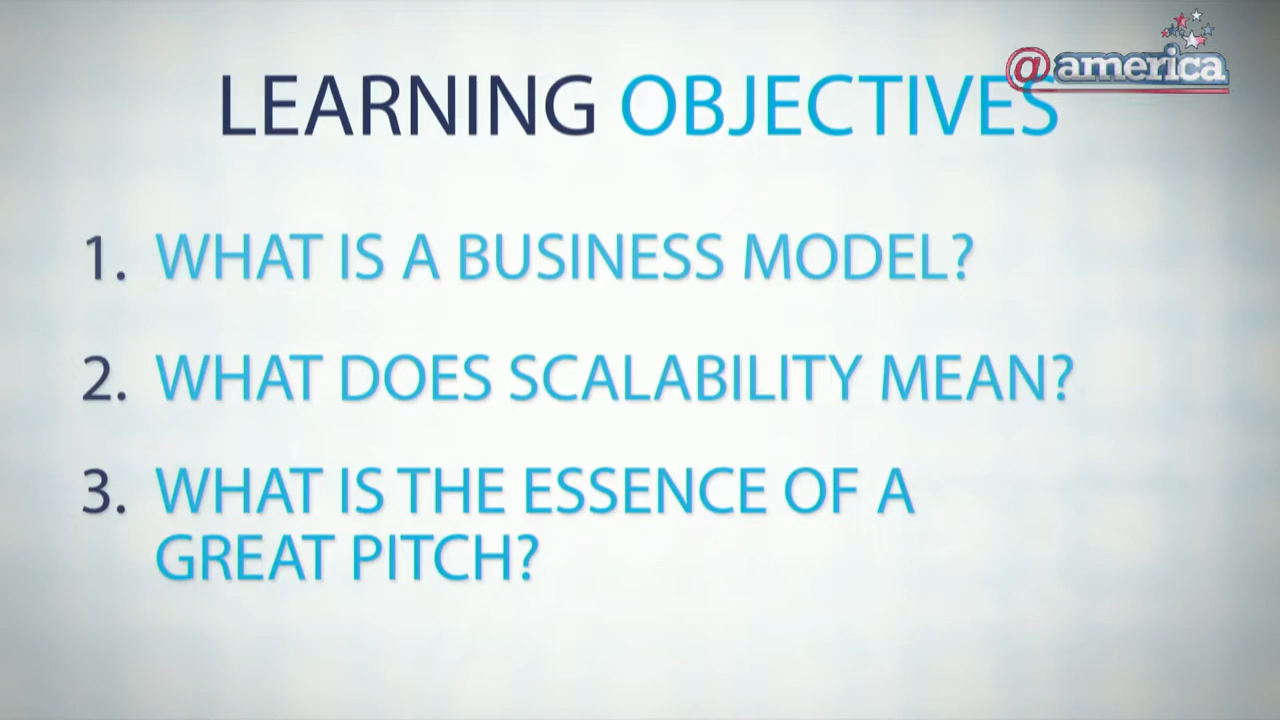 @america
LEARNING OBJECTIVES
1. WHAT IS A BUSINESS MODEL?
2. WHAT DOES SCALABILITY MEAN?
3. WHAT IS THE ESSENCE OF A
GREAT PITCH?